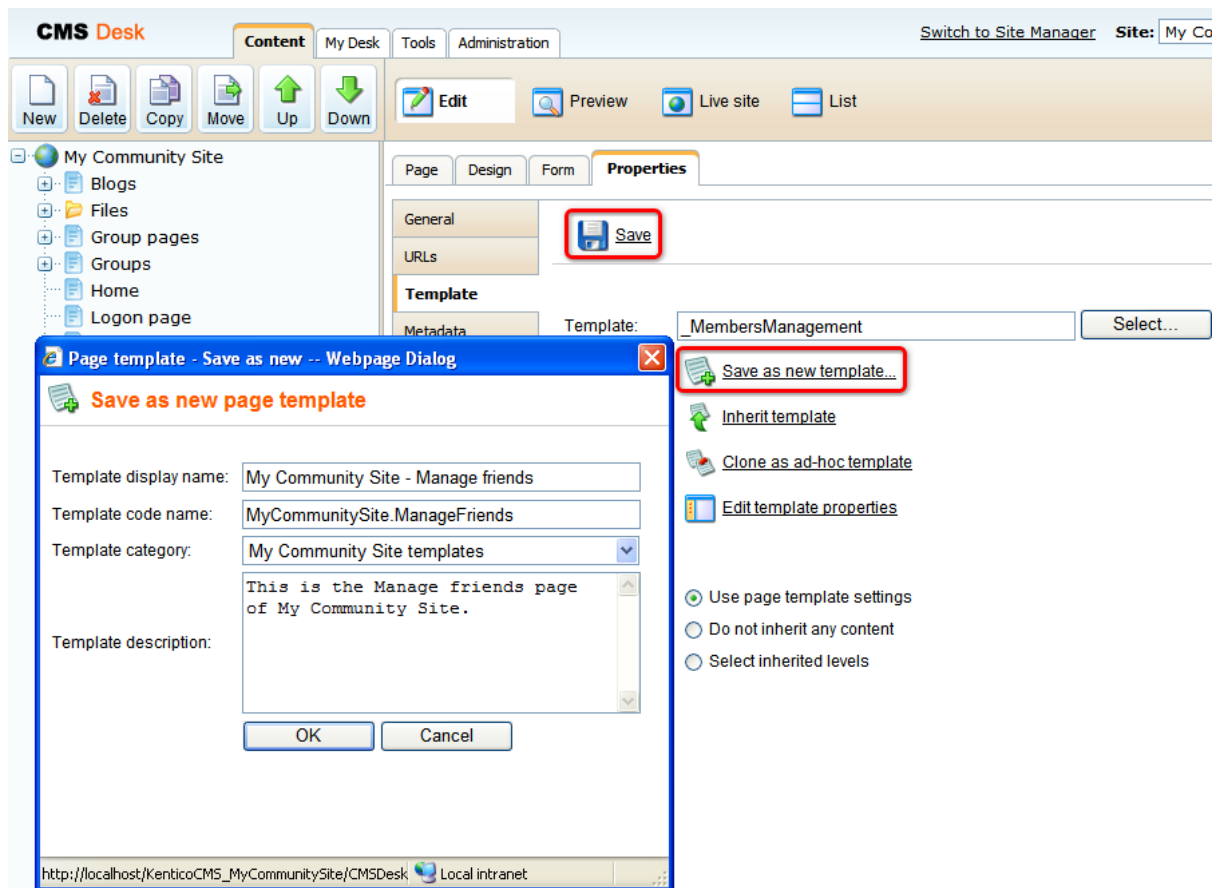 CMS Desk
Content
My Desk
Tools
Administration
Switch to Site Manager
Site:
My Co
New
Delete
Copy
Move
Up
Down
Edit
Preview
Live site
List
My Community Site
Blogs
Files
Group pages
Groups
Home
Logon page
Page
Design
Form
Properties
General
URLs
Template
Metadata
Save
Template:
_MembersManagement
Select...
Save as new template...
Inherit template
Clone as ad-hoc template
Edit template properties
Use page template settings
Do not inherit any content
Select inherited levels
Page template - Save as new -- Webpage Dialog
Save as new page template
Template display name:
My Community Site - Manage friends
Template code name:
MyCommunitySite.ManageFriends
Template category:
My Community Site templates
Template description:
This is the Manage friends page
of My Community Site.
OK
Cancel
http://localhost/KenticoCMS_MyCommunitySite/CMSDesk
Local intranet